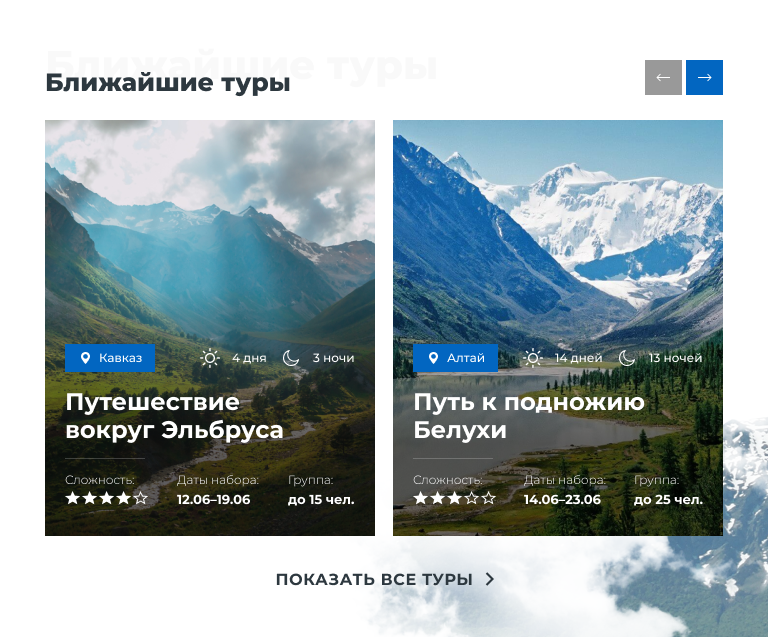 Ближайшие туры
Ближайшие туры
Кавказ
4 дня
3 ночи
Путешествие
вокруг Эльбруса
Сложность:
Даты набора:
Группа:
12.06–19.06
до 15 чел.
Алтай
14 дней
13 ночей
Путь к подножию
Белухи
Сложность:
Даты набора:
Группа:
14.06–23.06
до 25 чел.
ПОКАЗАТЬ ВСЕ ТУРЫ